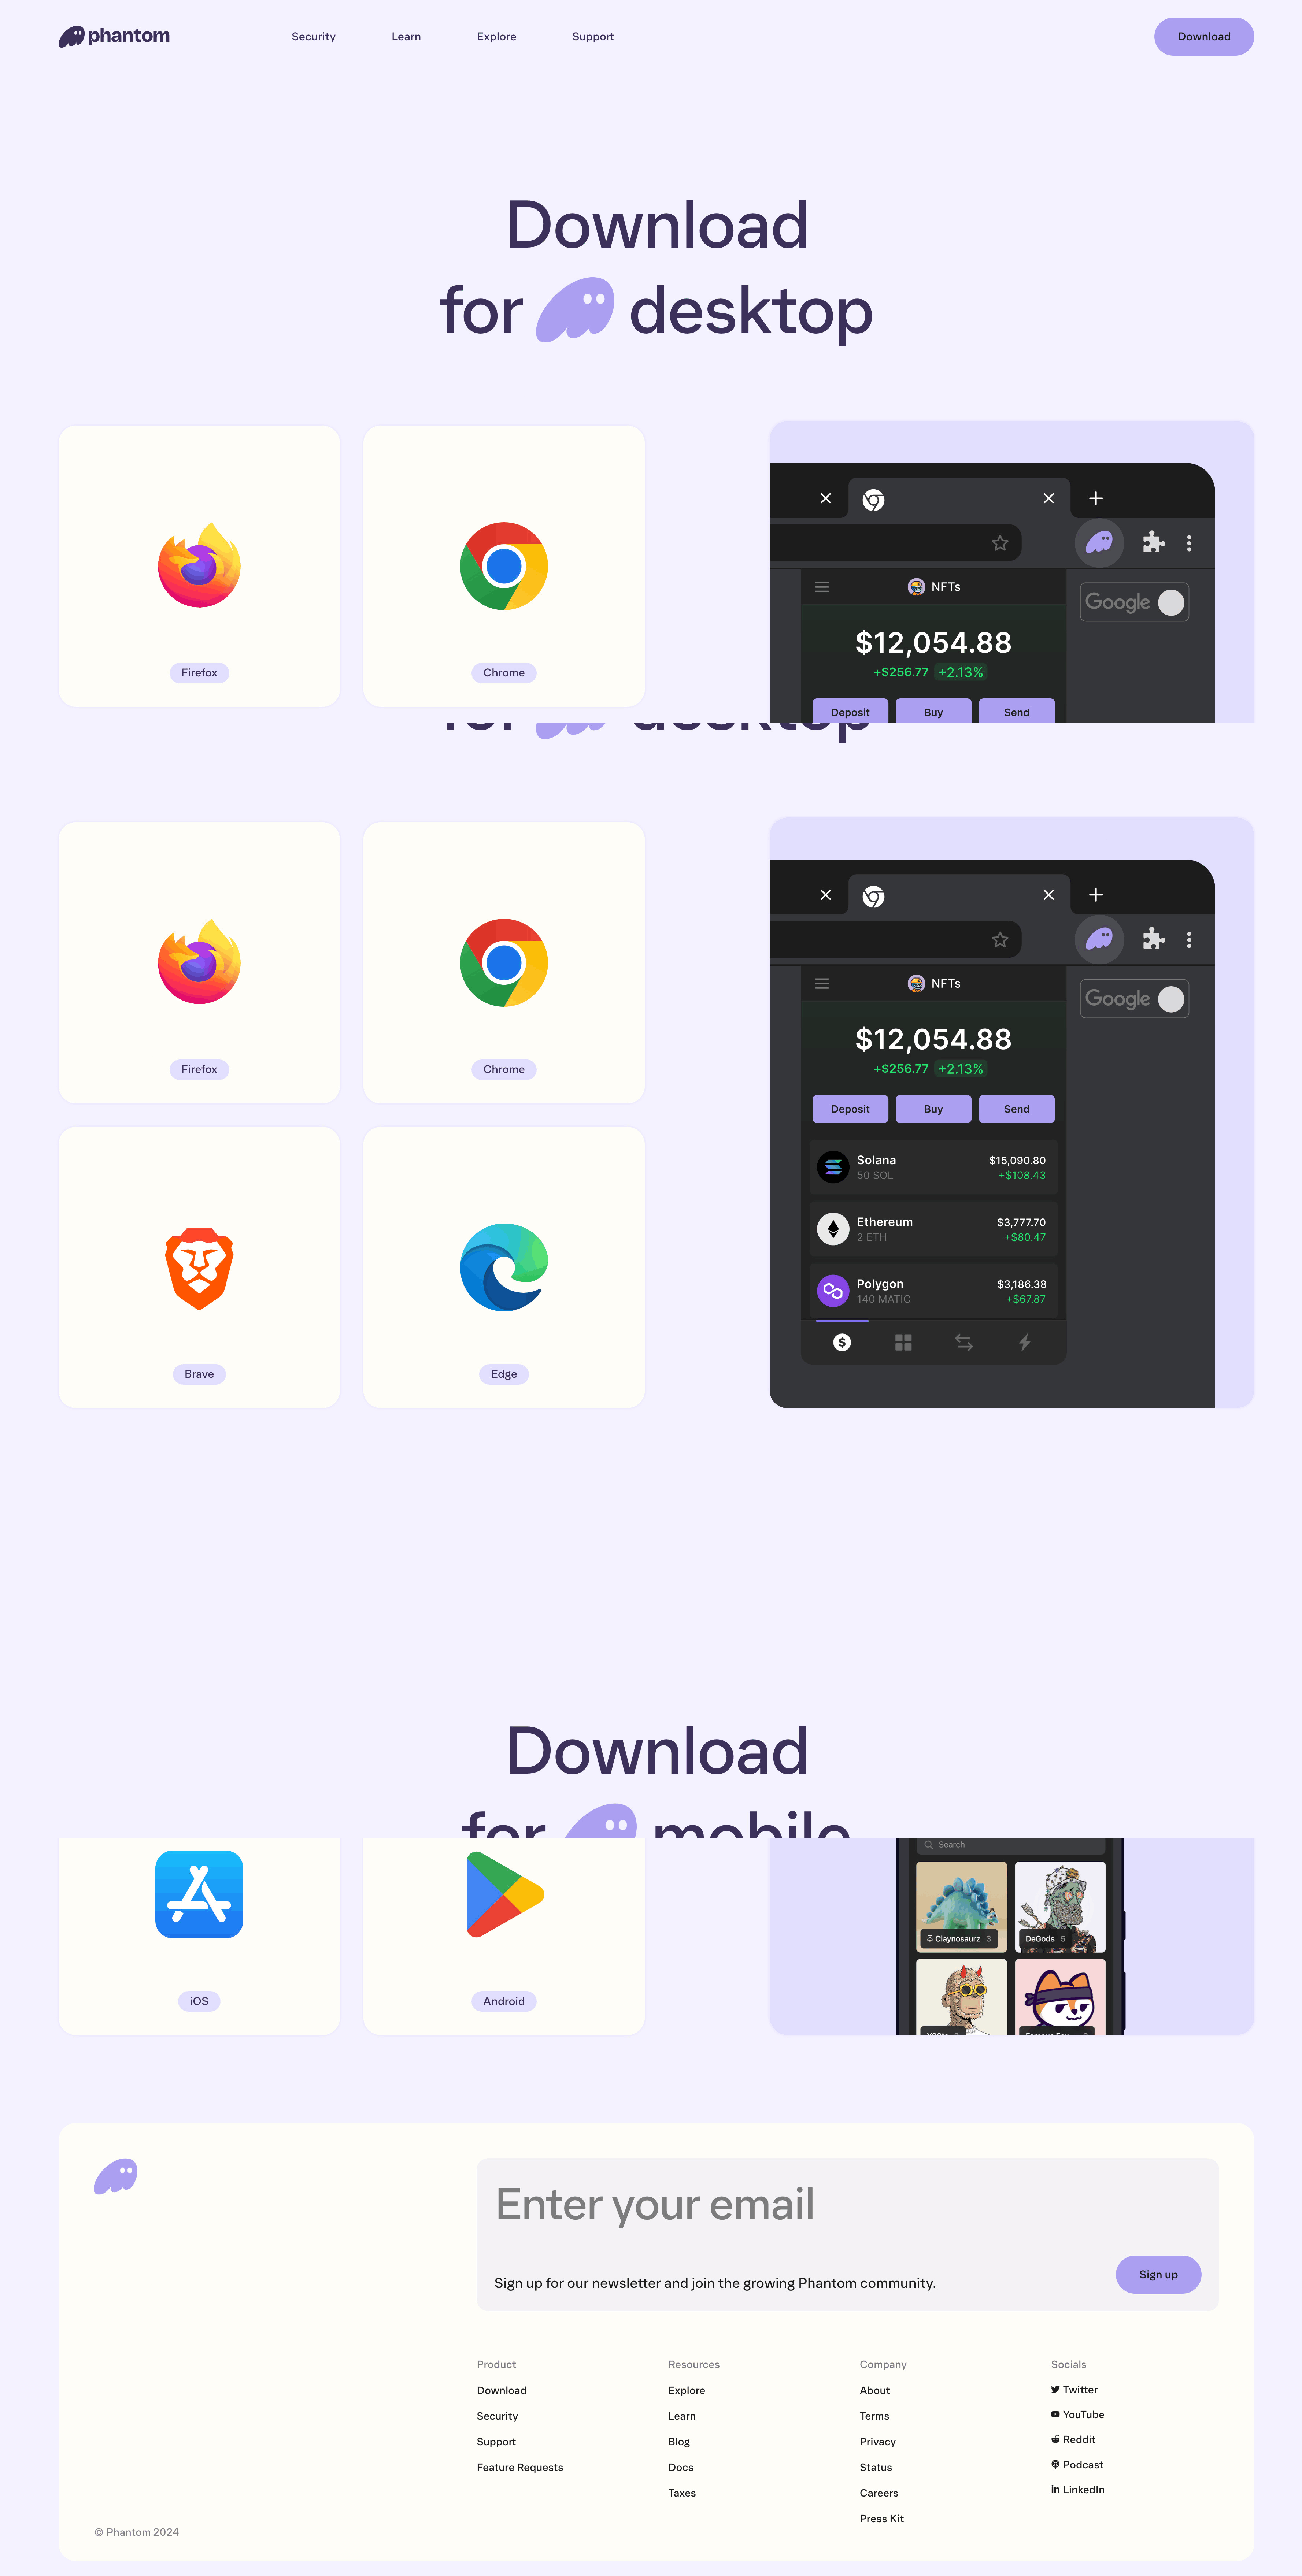 phantom
Security
Learn
Explore
Support
Download
Download
for desktop
Firefox
Chrome
NFTs
Google
$12,054.88
+$256.77 +2.13%
Deposit
Buy
Send
for desktop
Firefox
Chrome
NFTs
Google
$12,054.88
+$256.77 +2.13%
Deposit
Buy
Send
Solana
$15,090.80
50 SOL
+$108.43
Ethereum
$3,777.70
2 ETH
+$80.47
Polygon
$3,186.38
140 MATIC
+$67.87
Brave
Edge
Download
for mobile
Search
Claynosaurz 3
DeGods 5
iOS
Android
Enter your email
Sign up for our newsletter and join the growing Phantom community.
Sign up
Product
Download
Security
Support
Feature Requests
Resources
Explore
Learn
Blog
Docs
Taxes
Company
About
Terms
Privacy
Status
Careers
Press Kit
Socials
Twitter
YouTube
Reddit
Podcast
LinkedIn
© Phantom 2024